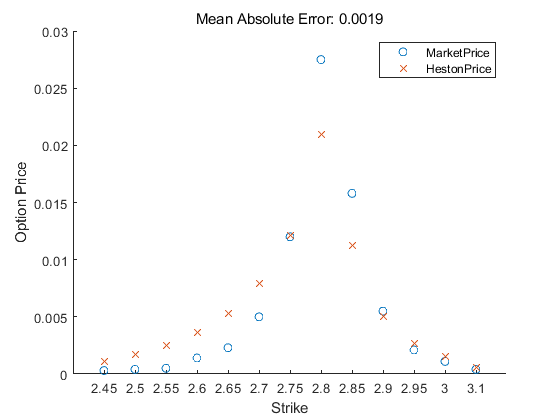 Mean Absolute Error: 0.0019
0.03
MarketPrice
HestonPrice
0.025
0.02
0.015
0.01
0.005
0
Option Price
2.45 2.5 2.55 2.6 2.65 2.7 2.75 2.8 2.85 2.9 2.95 3 3.1
Strike